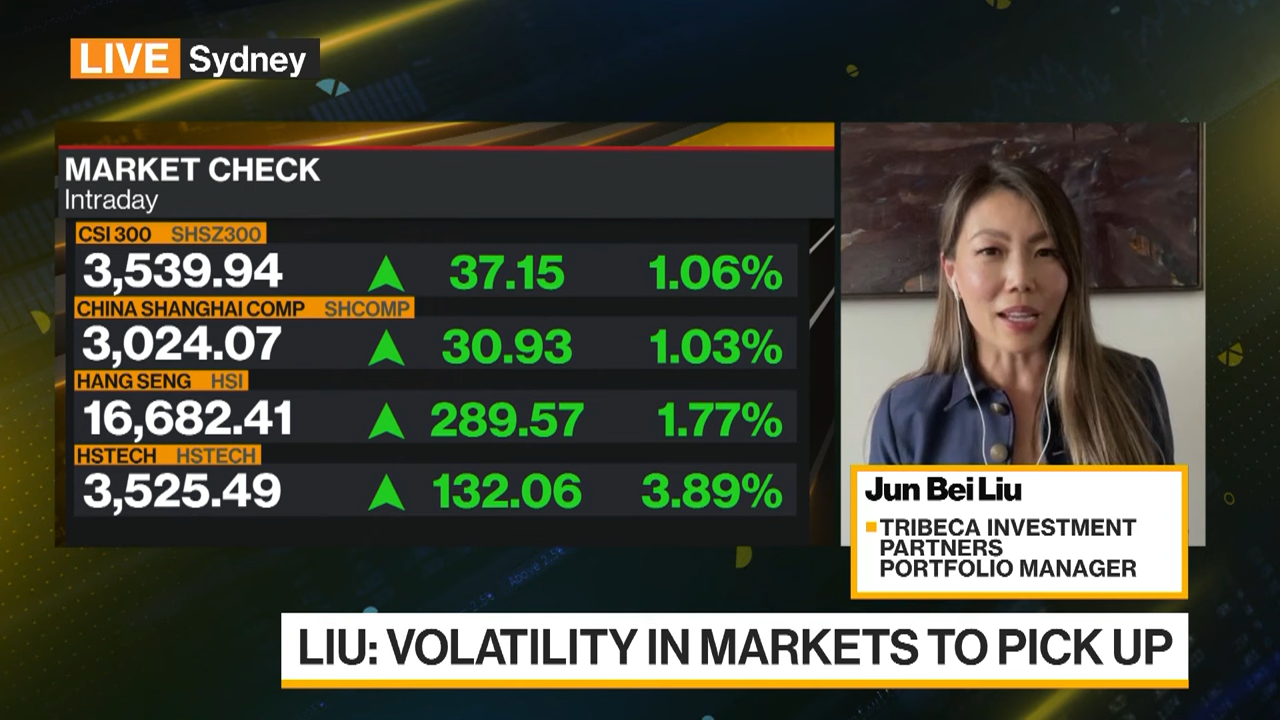 LIVE Sydney
MARKET CHECK
Intraday
CSI 300 SHSZ300
3,539.94 37.15 1.06%
CHINA SHANGHAI COMP SHCOMP
3,024.07 30.93 1.03%
HANG SENG HSI
16,682.41 289.57 1.77%
HSTECH HSTECH
3,525.49 132.06 3.89%
Jun Bei Liu
TRIBECA INVESTMENT
PARTNERS
PORTFOLIO MANAGER
LIU: VOLATILITY IN MARKETS TO PICK UP